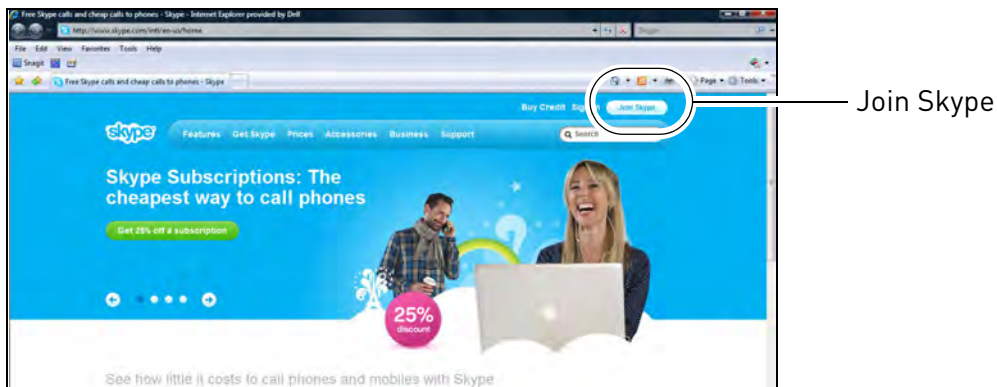 Free Skype calls and cheap calls to phones - Skype - Internet Explorer provided by Dell
http://www.skype.com/intl/en-us/home
File Edit View Favorites Tools Help
Snagit
Free Skype calls and cheap calls to phones - Skype
Page Tools
Buy Credit Join Skype
Join Skype
skype Features Get Skype Prices Accessories Business Support Search
Skype Subscriptions: The
cheapest way to call phones
Get 25% off a subscription
25%
discount
See how little it costs to call phones and mobiles with Skype